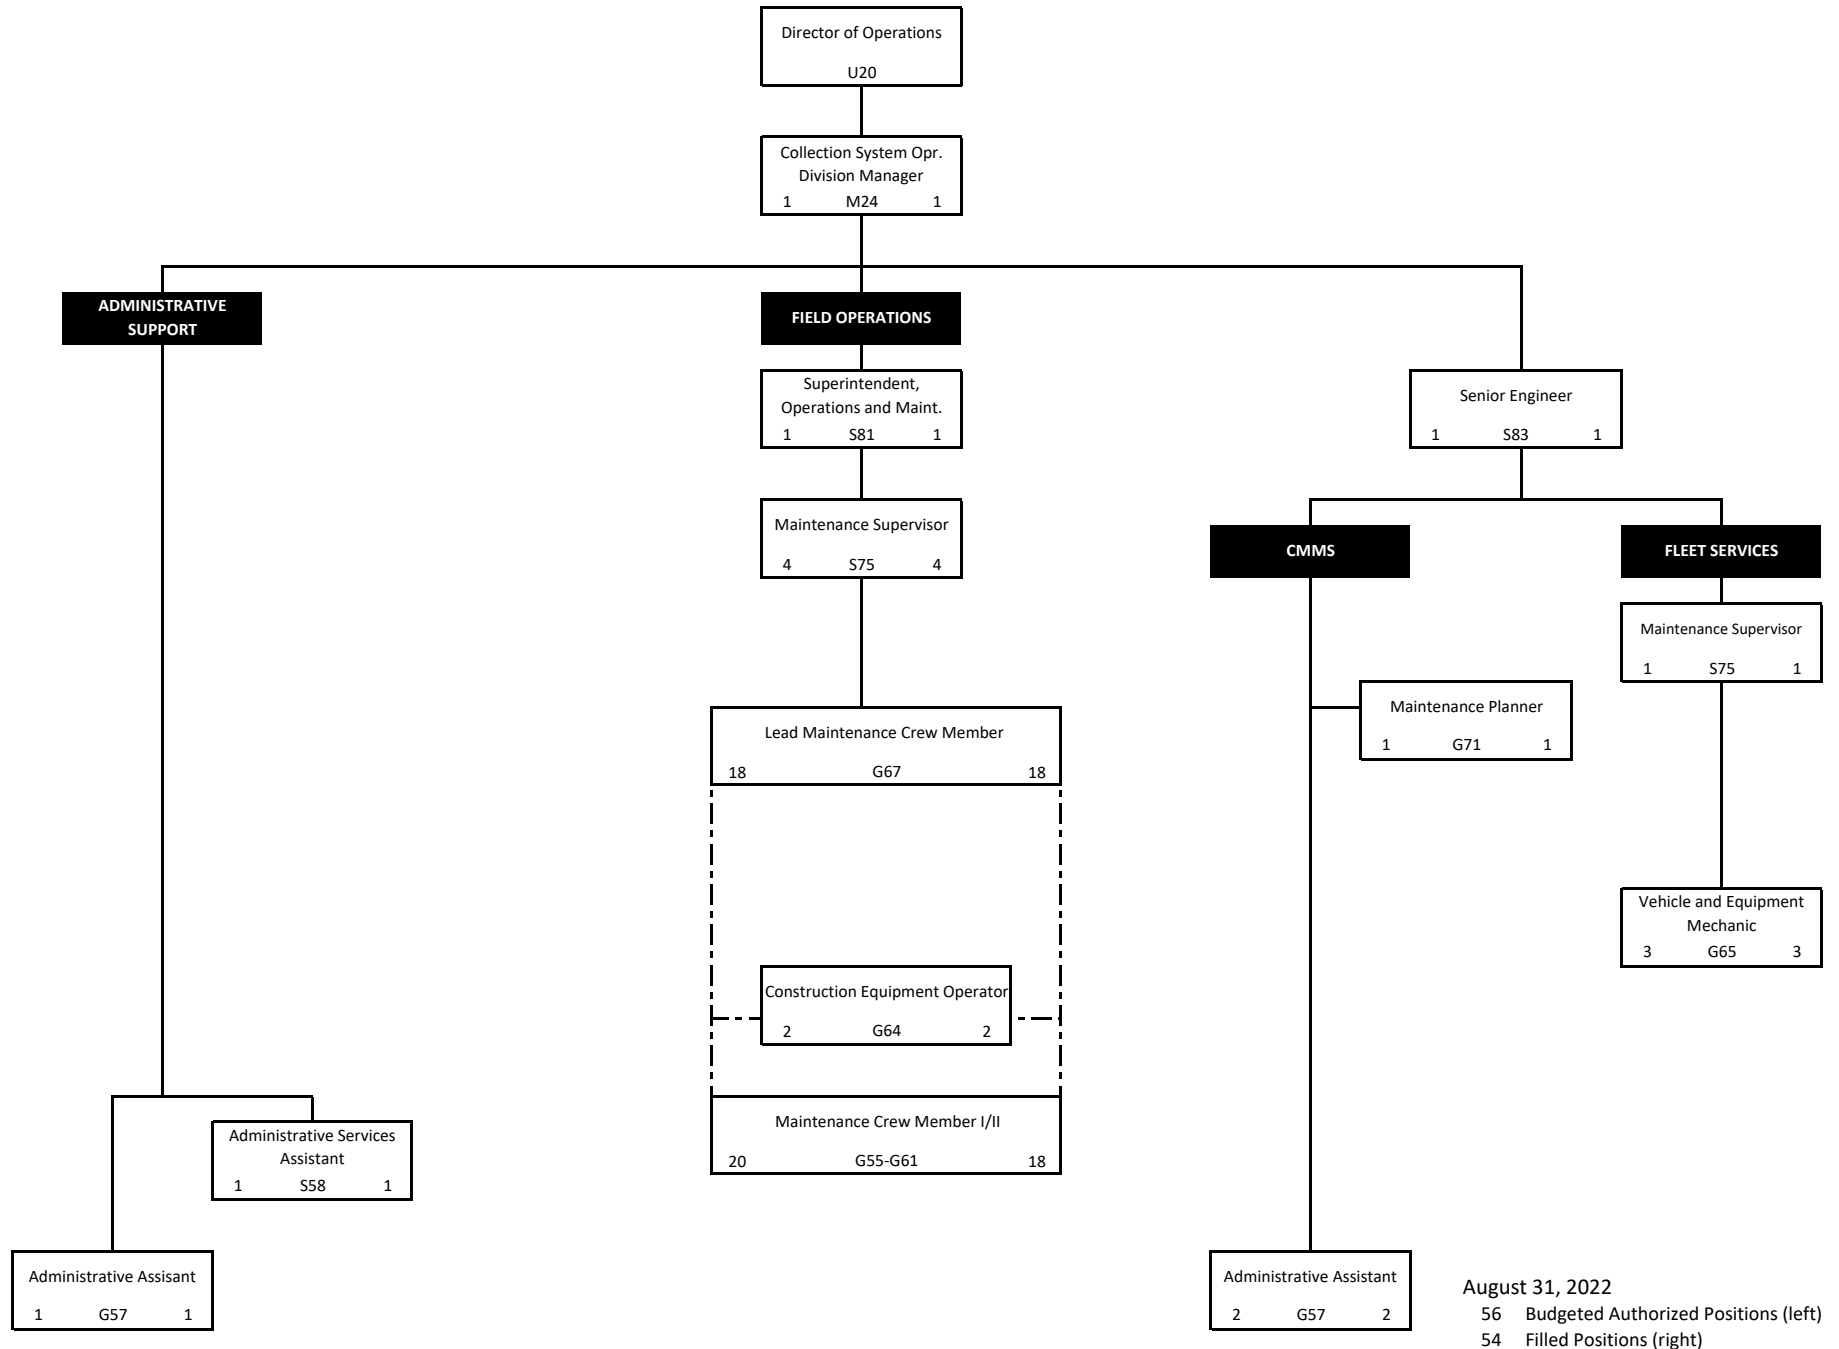 Director of Operations
U20
Collection System Opr.
Division Manager
1 M24 1
ADMINISTRATIVE
SUPPORT
FIELD OPERATIONS
Superintendent,
Operations and Maint.
1 S81 1
Senior Engineer
1 S83 1
Maintenance Supervisor
4 S75 4
CMMS
FLEET SERVICES
Maintenance Supervisor
1 S75 1
Maintenance Planner
1 G71 1
Lead Maintenance Crew Member
18 G67 18
Vehicle and Equipment
Mechanic
3 G65 3
Construction Equipment Operator
2 G64 2
Maintenance Crew Member I/II
20 G55-G61 18
Administrative Services
Assistant
1 S58 1
Administrative Assisant
1 G57 1
Administrative Assistant
2 G57 2
August 31, 2022
56 Budgeted Authorized Positions (left)
54 Filled Positions (right)